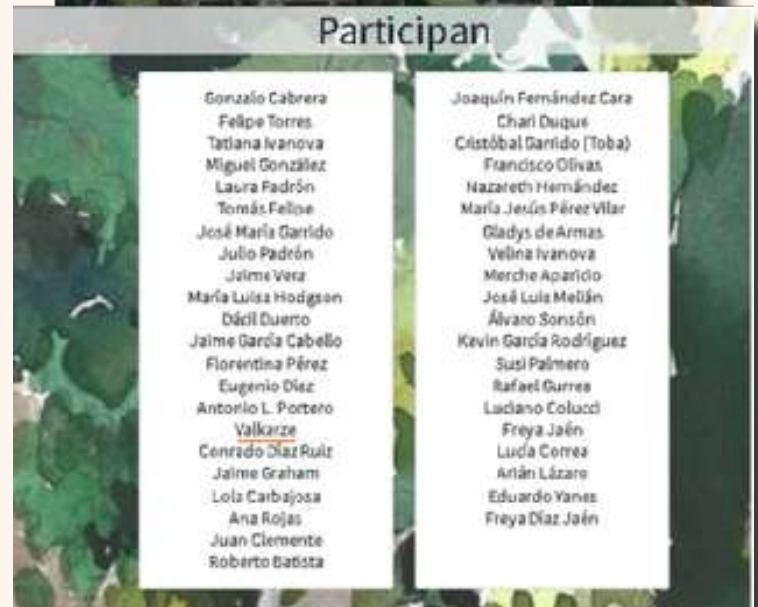 Participan
Gonzalo Cabrera
Felipe Torres
Tatiana Ivanova
Miguel González
Laura Padrón
Tomás Felipe
José María Garrido
Julio Padrón
Jaime Vera
María Luisa Hodgson
Dácil Duerto
Jaime García Cabello
Florentina Pérez
Eugenio Díez
Antonio L. Portero
Valkarze
Conrado Díaz Ruiz
Jaime Graham
Lola Carbajosa
Ana Rojas
Juan Clemente
Roberto Batista
Joaquín Fernández Cara
Chari Duque
Cristóbal Garrido (Toba)
Francisco Olivas
Nazareth Hernández
María Jesús Pérez Vilar
Gladys de Armas
Velina Ivanova
Merche Aparicio
José Luis Melián
Álvaro Sonsón
Kevin García Rodríguez
Susi Palmero
Rafael Gurrea
Luciano Colucci
Freya Jaén
Lucía Correa
Arián Lázaro
Eduardo Yanes
Freya Díaz Jaén